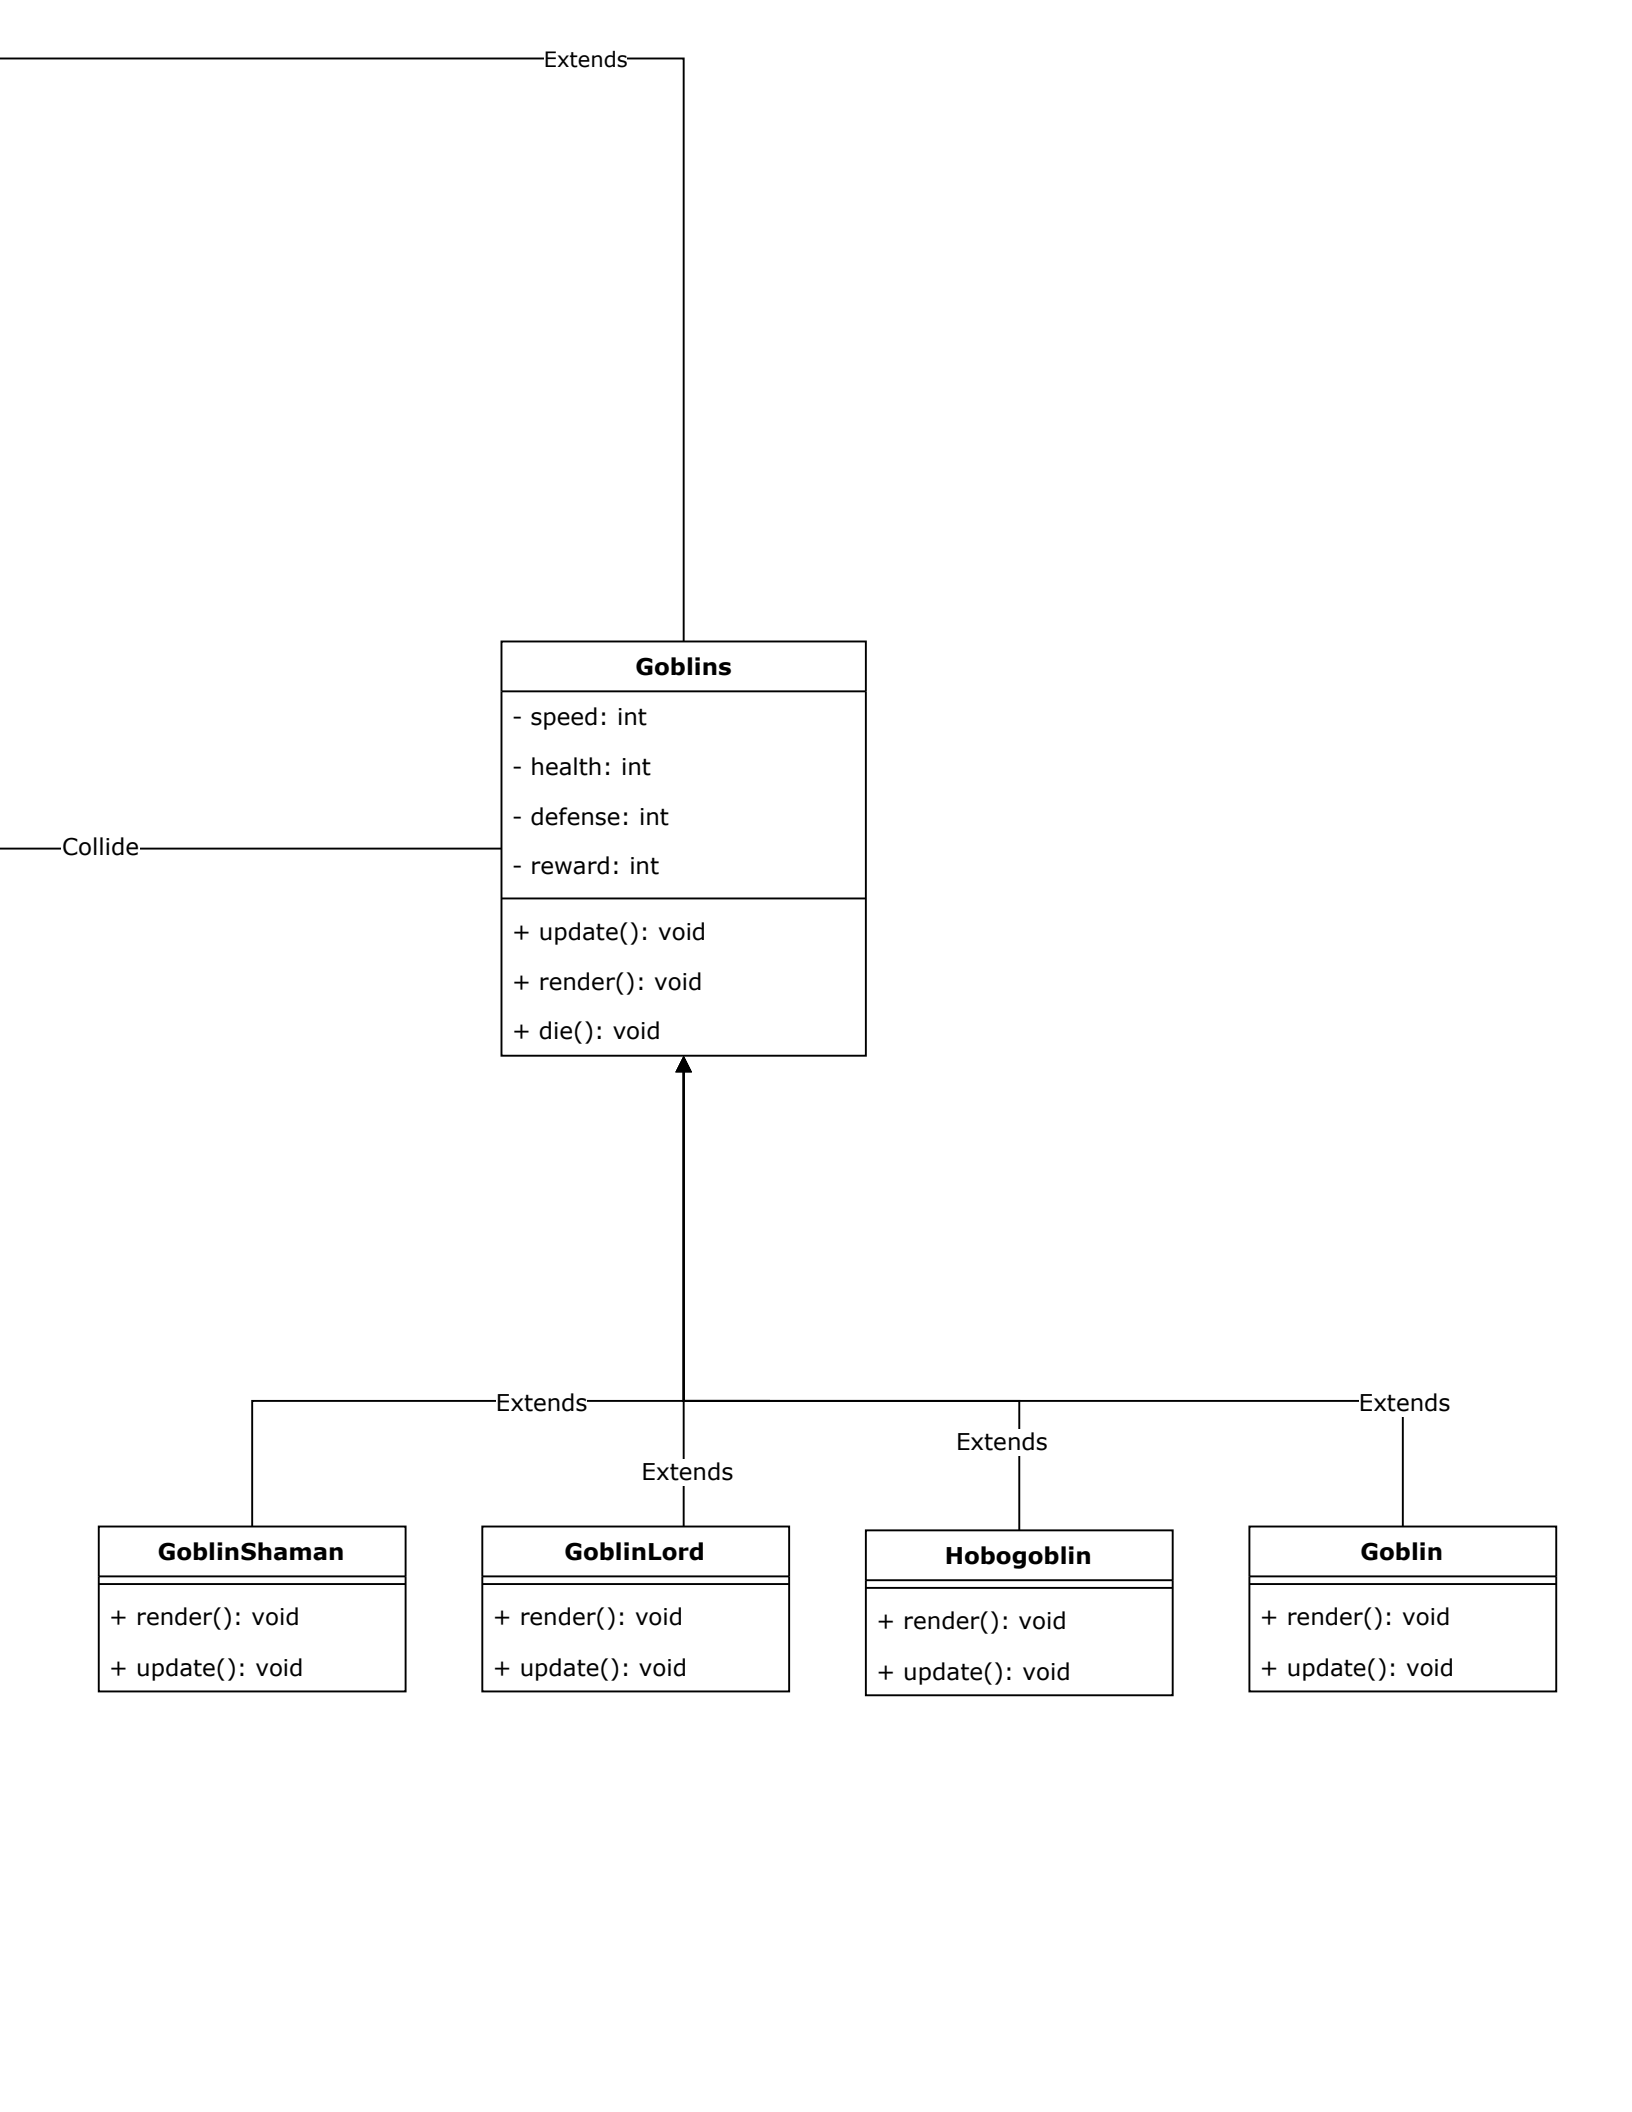 Extends
Goblins
- speed: int
- health: int
- defense: int
- reward: int
Collide
+ update(): void
+ render(): void
+ die(): void
Extends
Extends
Extends
Extends
GoblinShaman
+ render(): void
+ update(): void
GoblinLord
+ render(): void
+ update(): void
Hobogoblin
+ render(): void
+ update(): void
Goblin
+ render(): void
+ update(): void